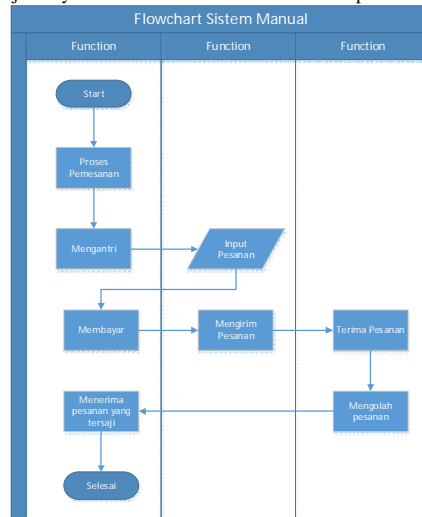 Flowchart Sistem Manual
Function
Function
Function
Start
Proses
Pemesanan
Mengantri
Input
Pesanan
Membayar
Mengirim
Pesanan
Terima Pesanan
Mengolah
pesanan
Menerima
pesanan yang
tersaji
Selesai